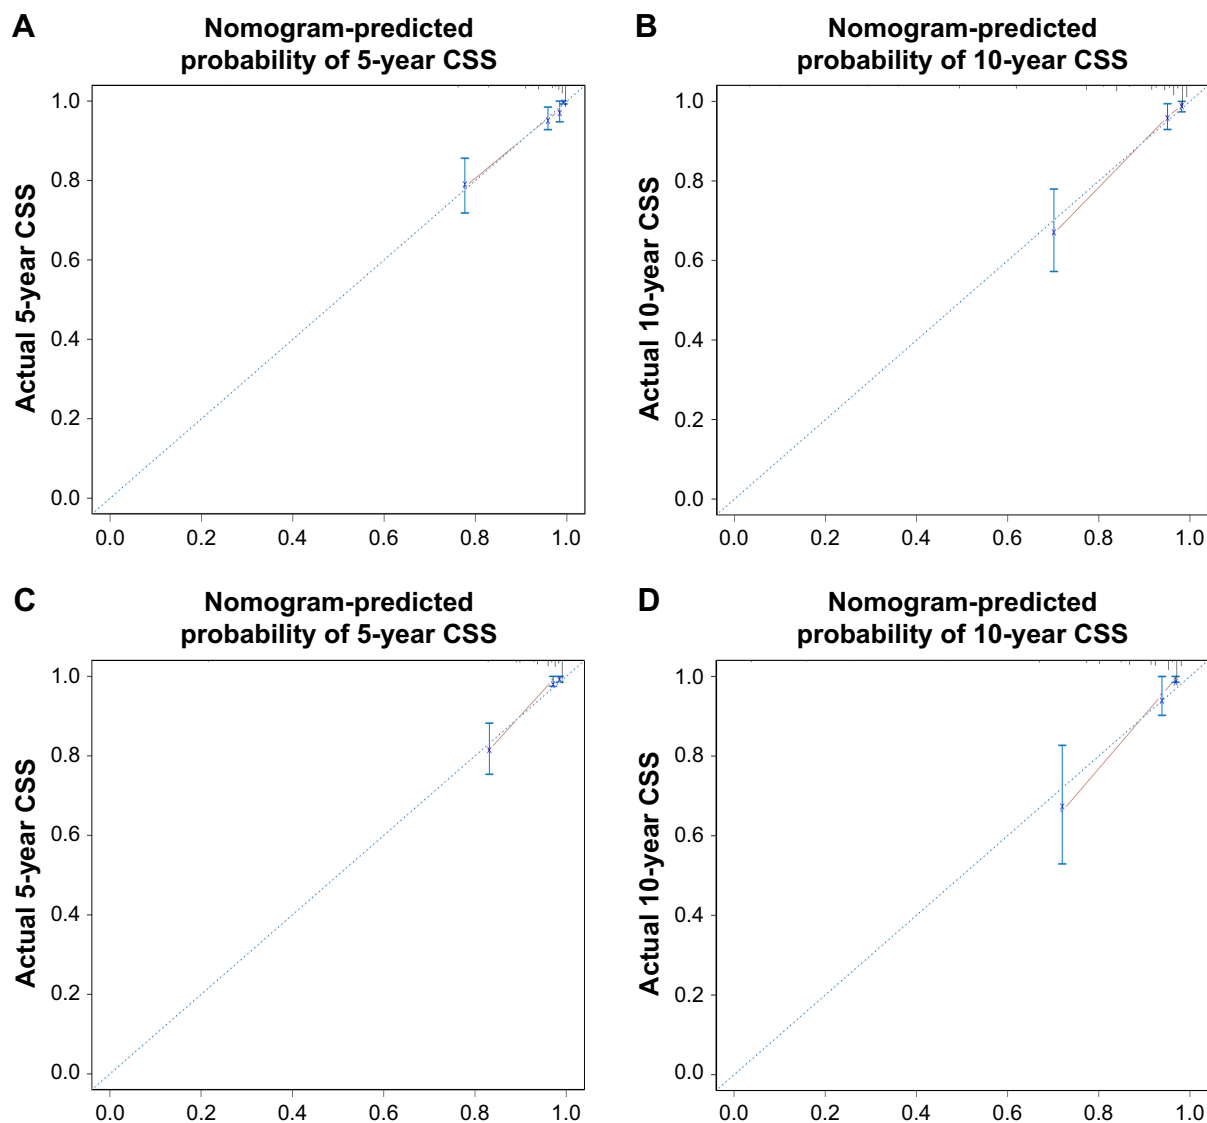 A
Nomogram-predicted
probability of 5-year CSS
Actual 5-year CSS
1.0
0.8
0.6
0.4
0.2
0.0
0.0 0.2 0.4 0.6 0.8 1.0
B
Nomogram-predicted
probability of 10-year CSS
Actual 10-year CSS
1.0
0.8
0.6
0.4
0.2
0.0
0.0 0.2 0.4 0.6 0.8 1.0
C
Nomogram-predicted
probability of 5-year CSS
Actual 5-year CSS
1.0
0.8
0.6
0.4
0.2
0.0
0.0 0.2 0.4 0.6 0.8 1.0
D
Nomogram-predicted
probability of 10-year CSS
Actual 10-year CSS
1.0
0.8
0.6
0.4
0.2
0.0
0.0 0.2 0.4 0.6 0.8 1.0